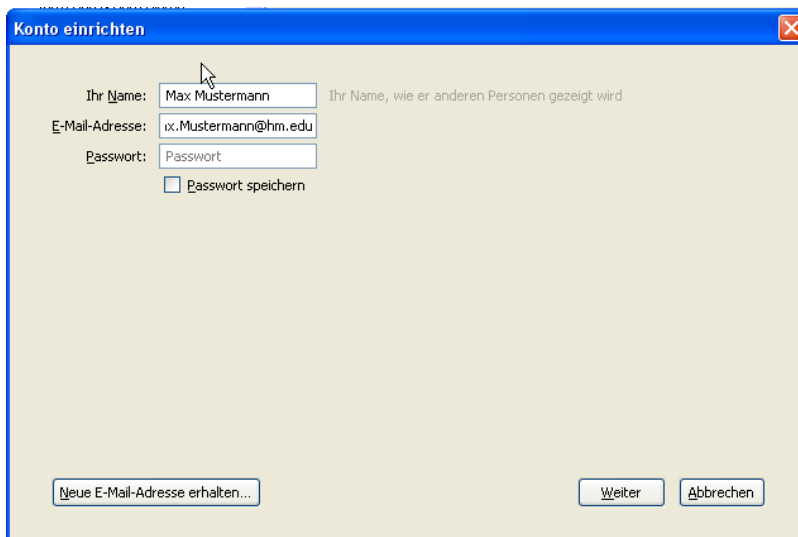 Konto einrichten
Ihr Name: Max Mustermann Ihr Name, wie er anderen Personen gezeigt wird
E-Mail-Adresse: x.Mustermann@hm.edu
Passwort: Passwort
Passwort speichern
Neue E-Mail-Adresse erhalten... Weiter Abbrechen